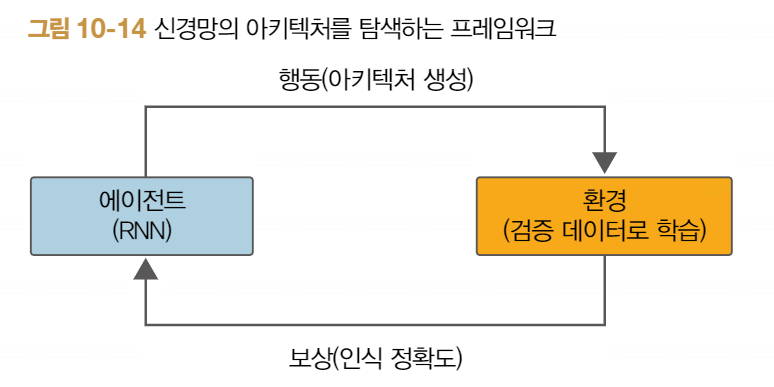 그림 10-14 신경망의 아키텍처를 탐색하는 프레임워크
행동(아키텍처 생성)
에이전트
(RNN)
환경
(검증 데이터로 학습)
보상(인식 정확도)